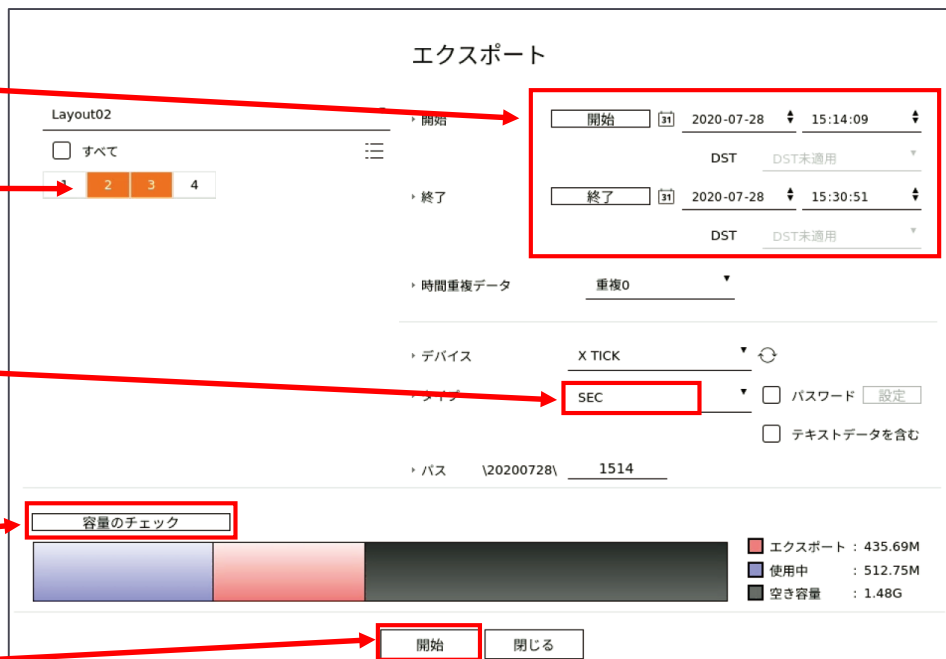 エクスポート
Layout02
すべて
1 2 3 4
開始 開始 31 2020-07-28 15:14:09
DST DST未適用
終了 終了 31 2020-07-28 15:30:51
DST DST未適用
時間重複データ 重複0
デバイス X TICK
タイプ SEC パスワード 設定
テキストデータを含む
パス \20200728\ 1514
容量のチェック
エクスポート : 435.69M
使用中 : 512.75M
空き容量 : 1.48G
開始 閉じる